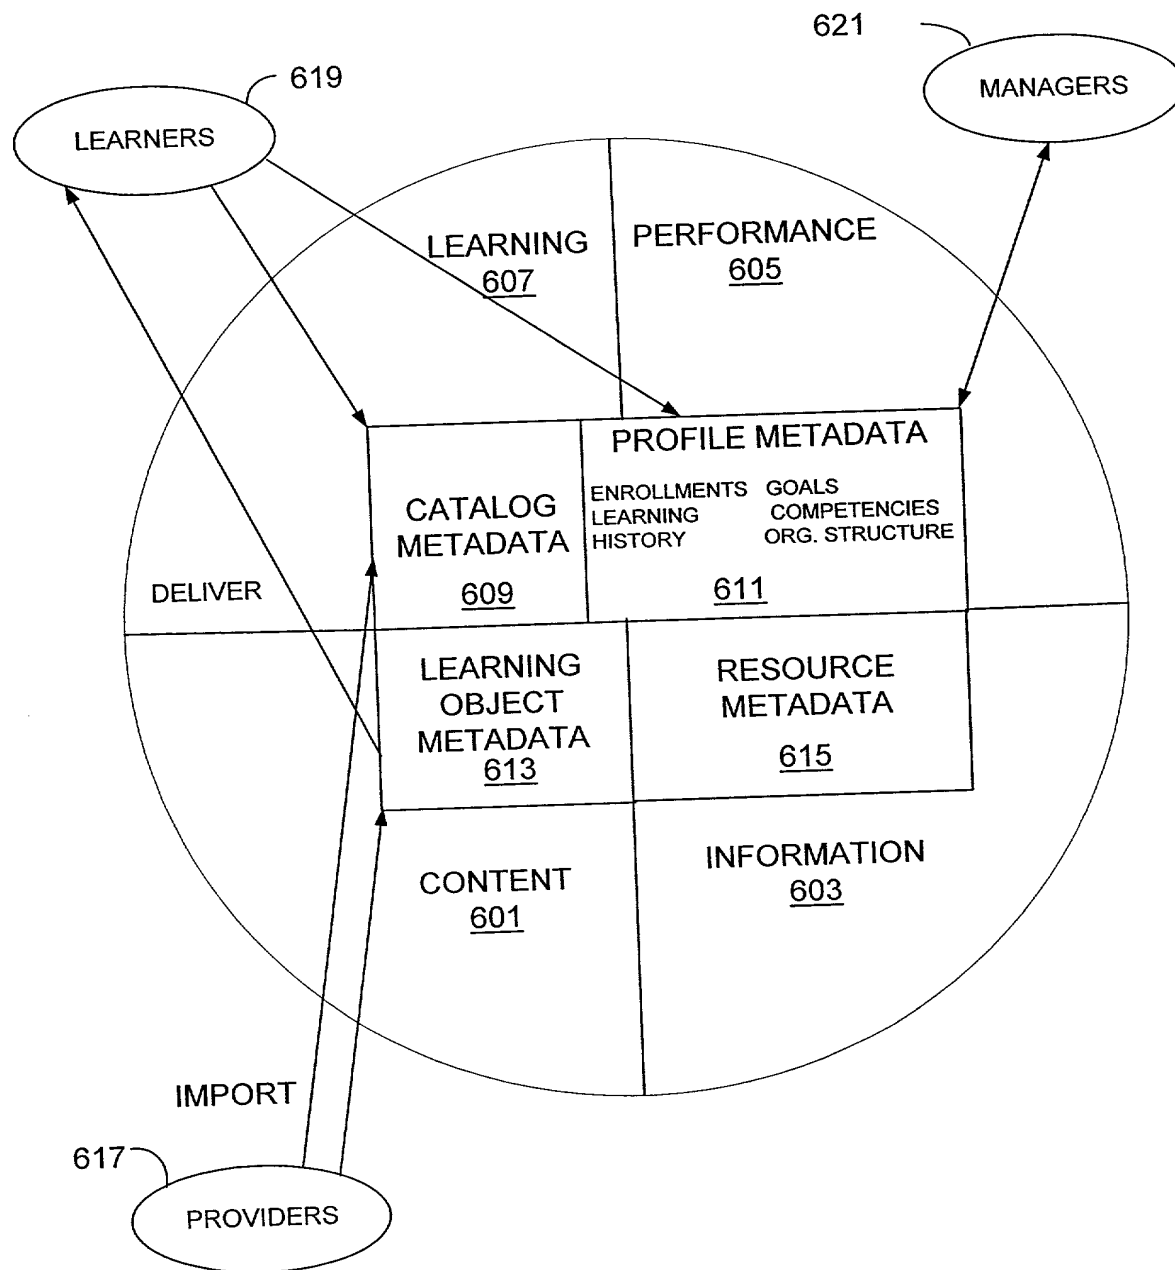 621
MANAGERS
619
LEARNERS
LEARNING
607
PERFORMANCE
605
PROFILE METADATA
ENROLLMENTS GOALS
LEARNING COMPETENCIES
HISTORY ORG. STRUCTURE
611
CATALOG
METADATA
609
DELIVER
LEARNING
OBJECT
METADATA
613
RESOURCE
METADATA
615
CONTENT
601
INFORMATION
603
IMPORT
617
PROVIDERS